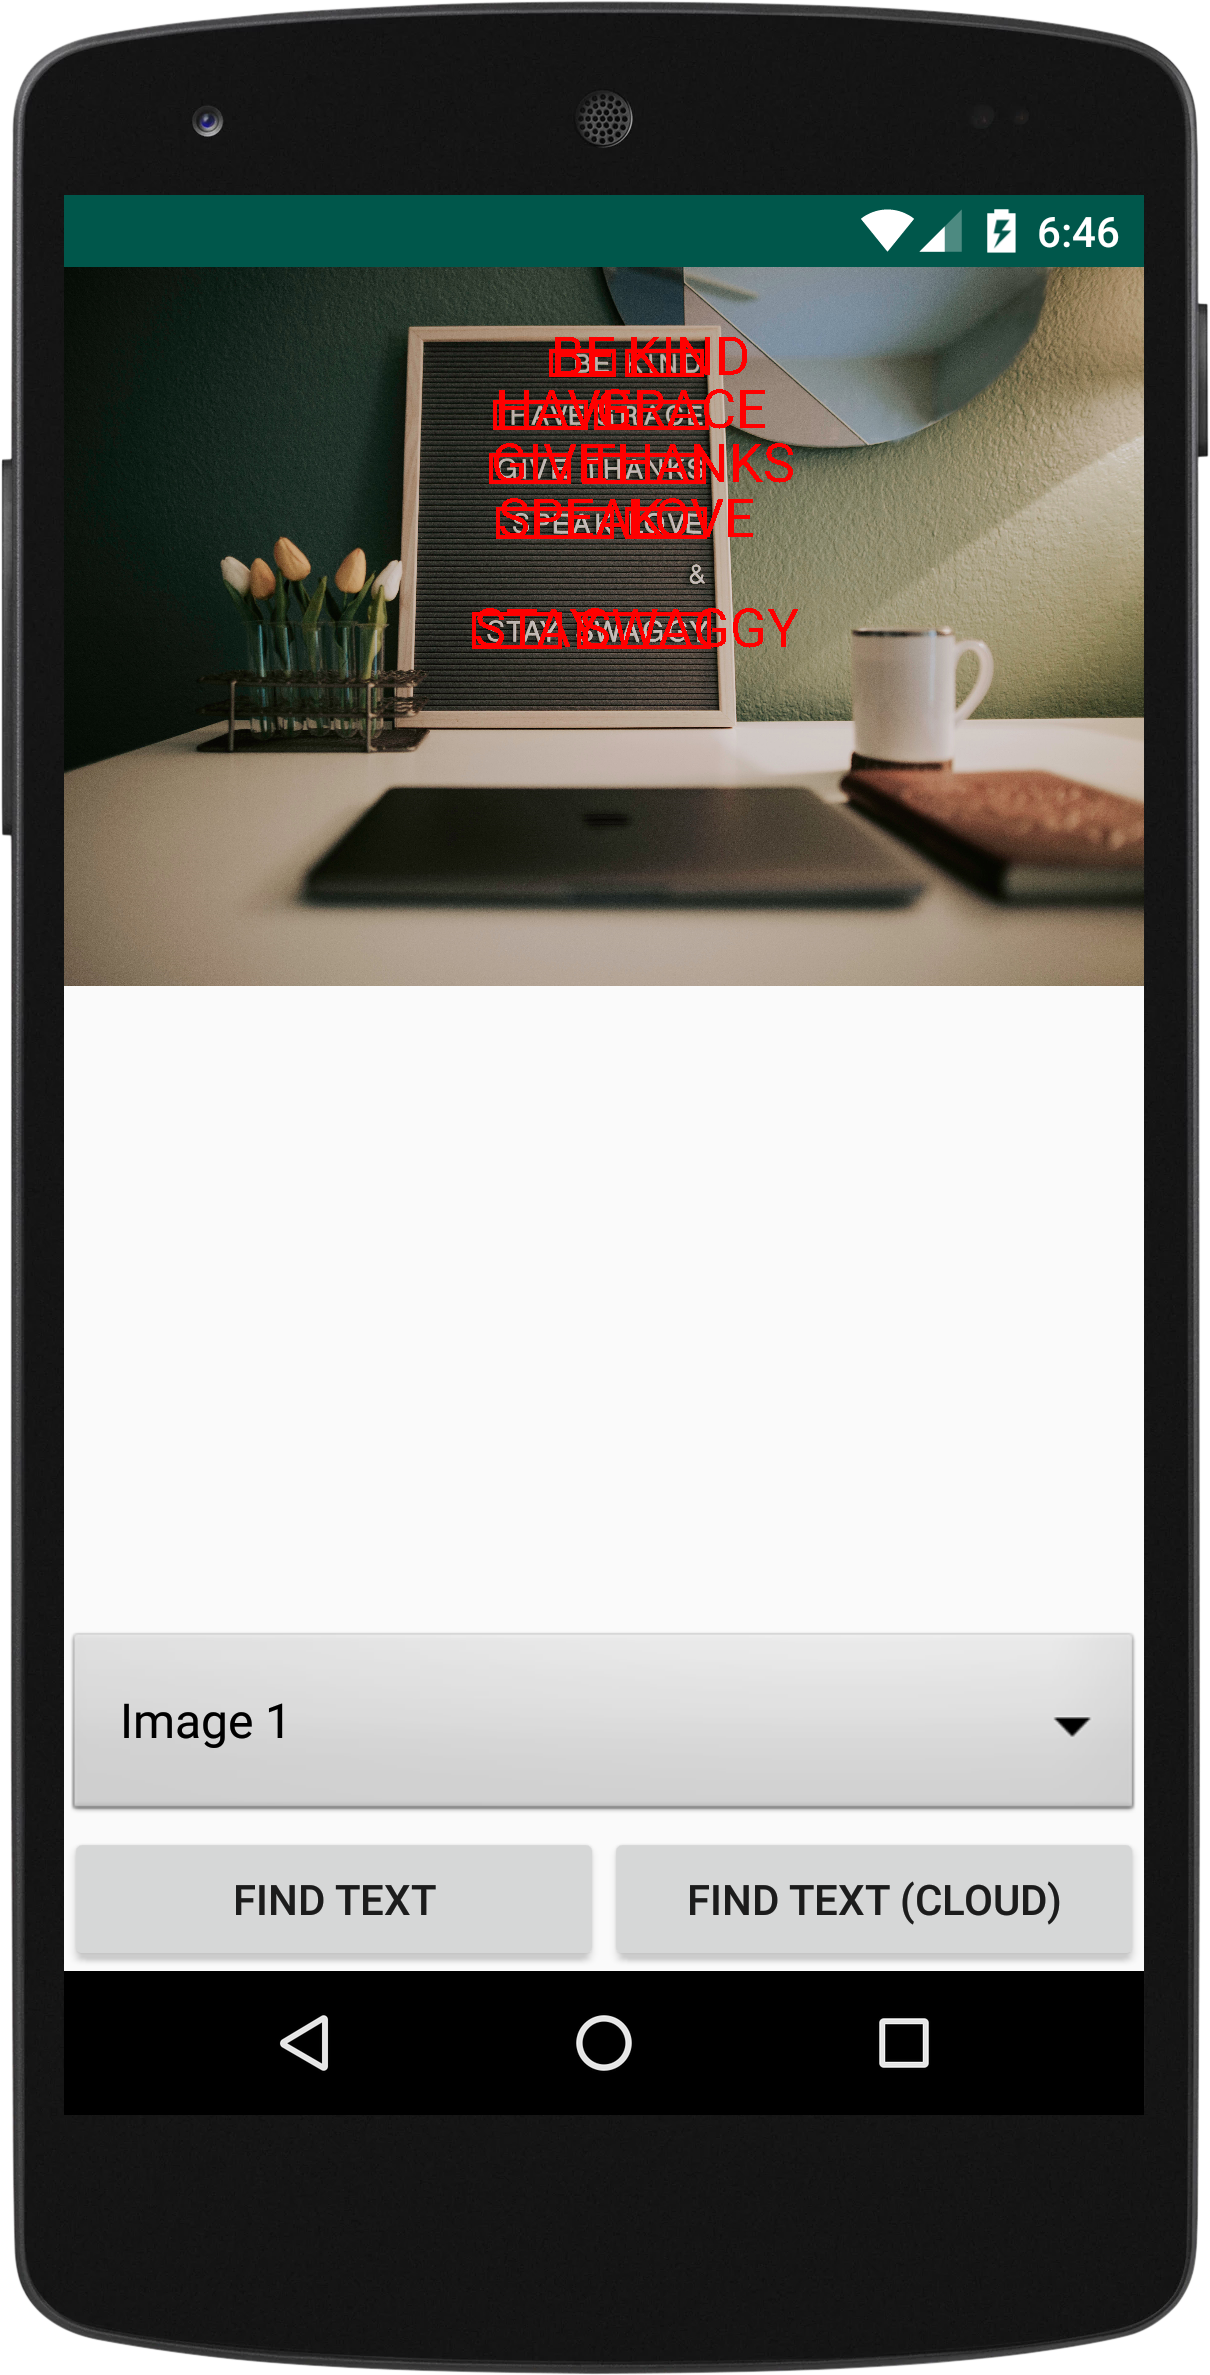 6:46
BE KIND
HAVE GRACE
GIVE THANKS
SPEAK LOVE
&
STAY SWAGGY
Image 1
FIND TEXT
FIND TEXT (CLOUD)